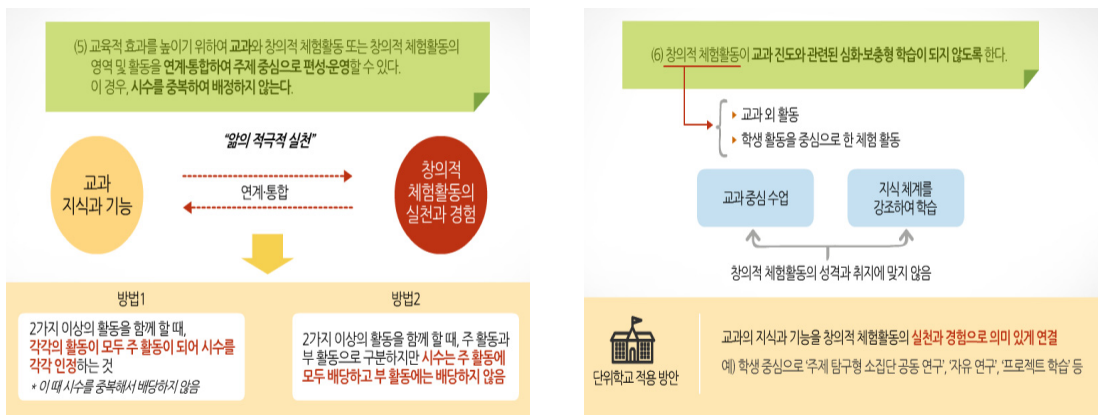 (5) 교육적 효과를 높이기 위하여 교과와 창의적 체험활동 또는 창의적 체험활동의
영역 및 활동을 연계·통합하여 주제 중심으로 편성·운영할 수 있다.
이 경우, 시수를 중복하여 배정하지 않는다.
“앎의 적극적 실천”
교과
지식과 기능
연계·통합
창의적
체험활동의
실천과 경험
방법1
2가지 이상의 활동을 함께 할 때,
각각의 활동이 모두 주 활동이 되어 시수를
각각 인정하는 것
* 이 때 시수를 중복해서 배당하지 않음
방법2
2가지 이상의 활동을 함께 할 때, 주 활동과
부 활동으로 구분하지만 시수는 주 활동에
모두 배당하고 부 활동에는 배당하지 않음
(6) 창의적 체험활동이 교과 진도와 관련된 심화·보충형 학습이 되지 않도록 한다.
교과 외 활동
학생 활동을 중심으로 한 체험 활동
교과 중심 수업
지식 체계를
강조하여 학습
창의적 체험활동의 성격과 취지에 맞지 않음
단위학교 적용 방안
교과의 지식과 기능을 창의적 체험활동의 실천과 경험으로 의미 있게 연결
예) 학생 중심으로 ‘주제 탐구형 소집단 공동 연구’, ‘자유 연구’, ‘프로젝트 학습’ 등